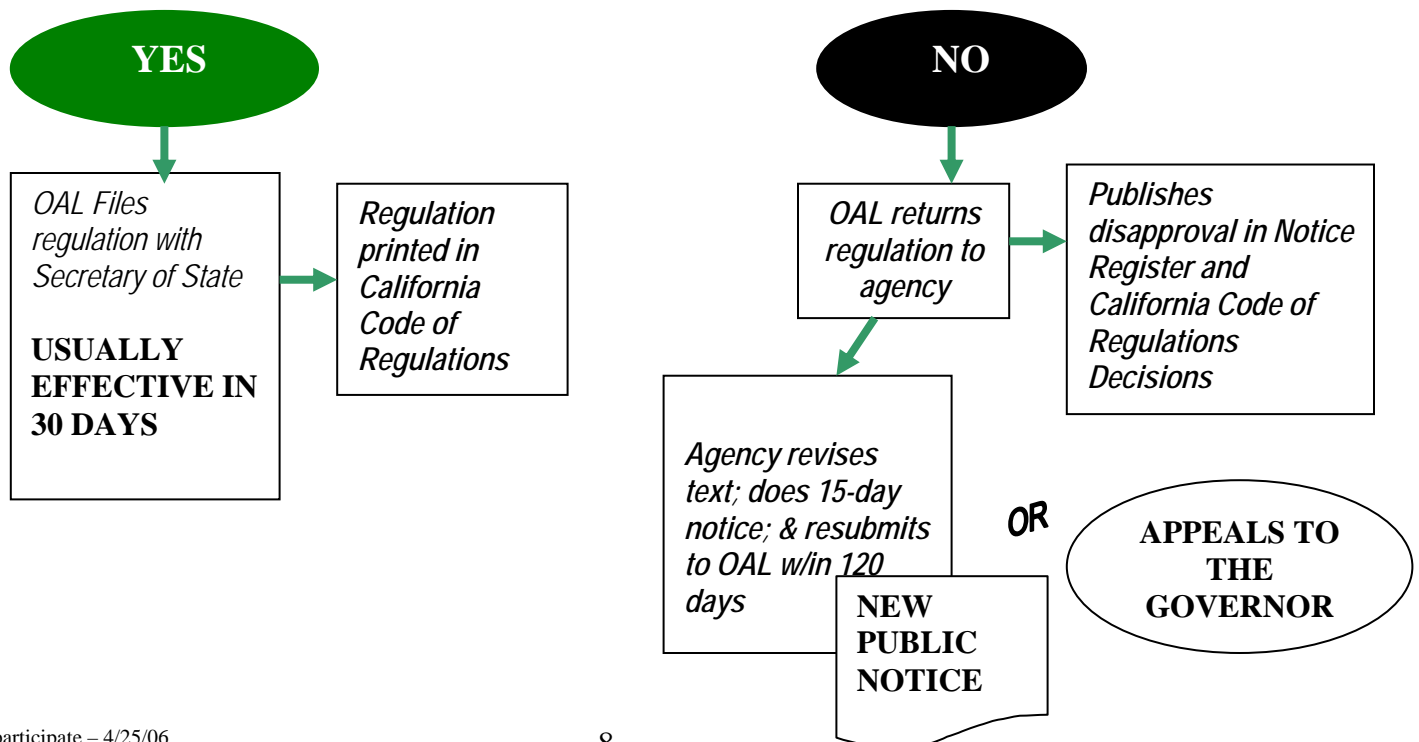 YES
OAL Files
regulation with
Secretary of State
USUALLY
EFFECTIVE IN
30 DAYS
Regulation
printed in
California
Code of
Regulations
NO
OAL returns
regulation to
agency
Publishes
disapproval in Notice
Register and
California Code of
Regulations
Decisions
Agency revises
text; does 15-day
notice; & resubmits
to OAL w/in 120
days
NEW
PUBLIC
NOTICE
OR
APPEALS TO
THE
GOVERNOR
participate – 4/25/06
8